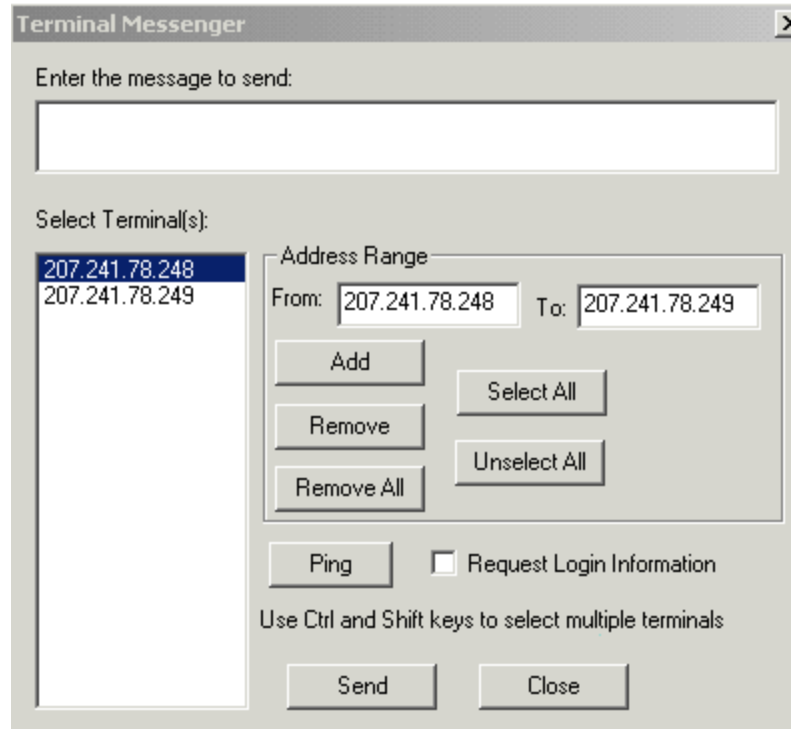 Terminal Messenger
Enter the message to send:
Select Terminal(s):
207.241.78.248
207.241.78.249
Address Range
From: 207.241.78.248 To: 207.241.78.249
Add
Select All
Remove
Unselect All
Remove All
Ping
Request Login Information
Use Ctrl and Shift keys to select multiple terminals
Send
Close